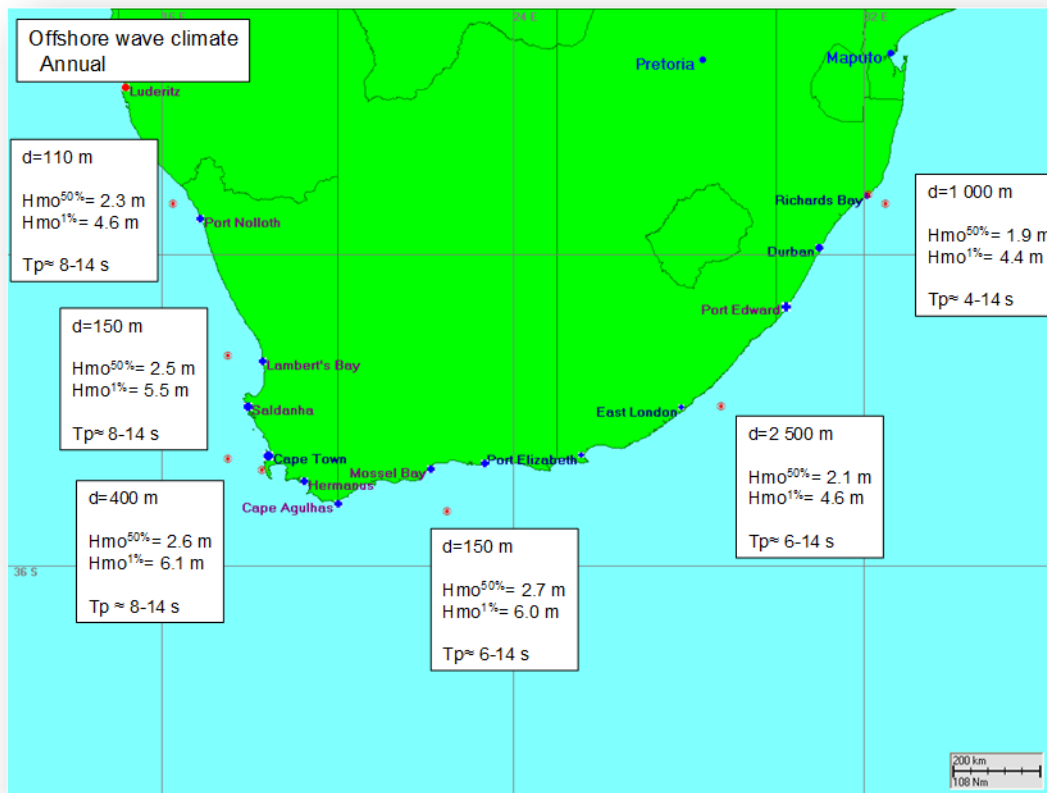 Offshore wave climate
Annual
24 E
32 E
Pretoria
Maputo
Luderitz
d=110 m
Hmo50%= 2.3 m
Hmo1%= 4.6 m
Tp≈ 8-14 s
Port Nolloth
Richards Bay
d=1 000 m
Hmo50%= 1.9 m
Hmo1%= 4.4 m
Tp≈ 4-14 s
Durban
Port Edward
d=150 m
Hmo50%= 2.5 m
Hmo1%= 5.5 m
Tp≈ 8-14 s
Lambert's Bay
Saldanha
East London
d=2 500 m
Hmo50%= 2.1 m
Hmo1%= 4.6 m
Tp≈ 6-14 s
Cape Town
Mossel Bay
Port Elizabeth
Hermanus
Cape Agulhas
d=400 m
Hmo50%= 2.6 m
Hmo1%= 6.1 m
Tp ≈ 8-14 s
d=150 m
Hmo50%= 2.7 m
Hmo1%= 6.0 m
Tp≈ 6-14 s
36 S
200 km
108 Nm